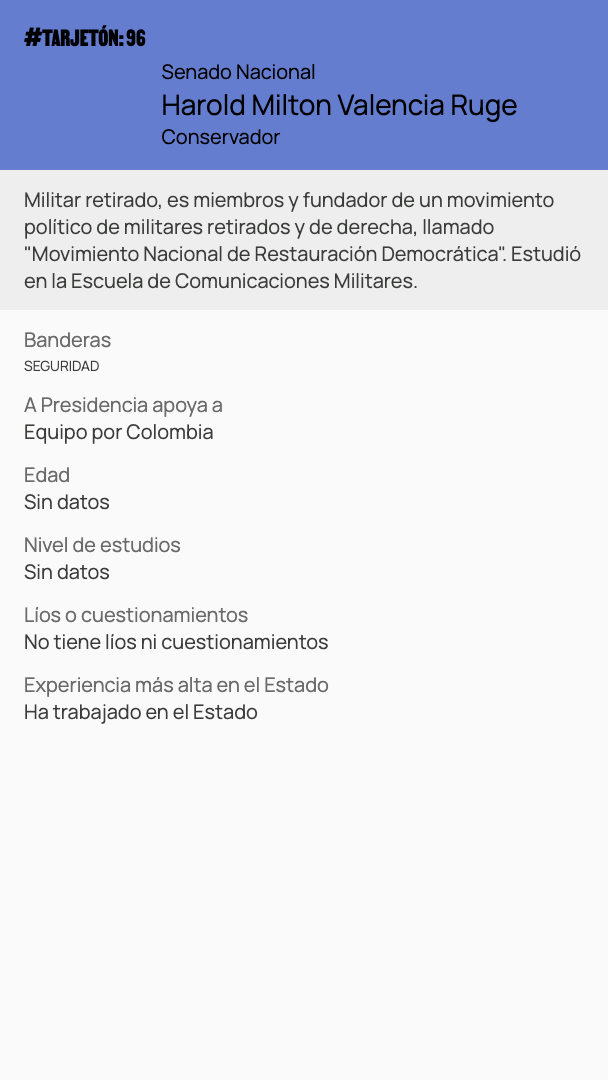 #TARJETÓN: 96
Senado Nacional
Harold Milton Valencia Ruge
Conservador
Militar retirado, es miembros y fundador de un movimiento
político de militares retirados y de derecha, llamado
"Movimiento Nacional de Restauración Democrática". Estudió
en la Escuela de Comunicaciones Militares.
Banderas
SEGURIDAD
A Presidencia apoya a
Equipo por Colombia
Edad
Sin datos
Nivel de estudios
Sin datos
Líos o cuestionamientos
No tiene líos ni cuestionamientos
Experiencia más alta en el Estado
Ha trabajado en el Estado